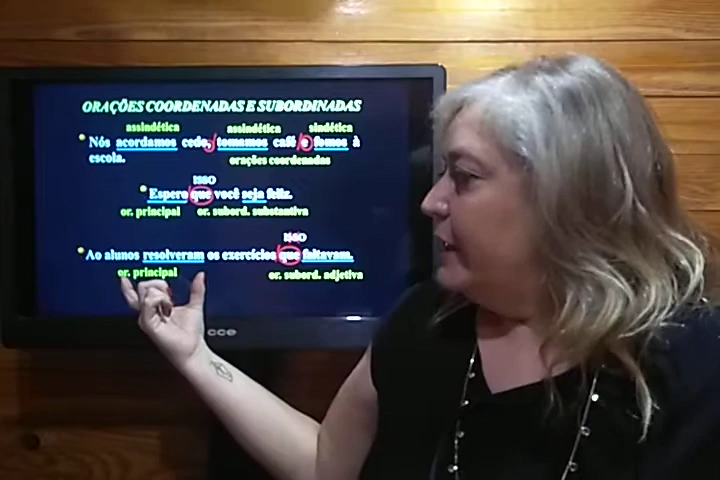 ORAÇÕES COORDENADAS E SUBORDINADAS
assindética assindética sindética
Nós acordamos cedo, tomamos café e fomos à
escola. orações coordenadas
ISSO
Espero que você seja feliz.
or. principal or. subord. substantiva
ISSO
Ao alunos resolveram os exercícios que faltavam.
or. principal or. subord. adjetiva
cce